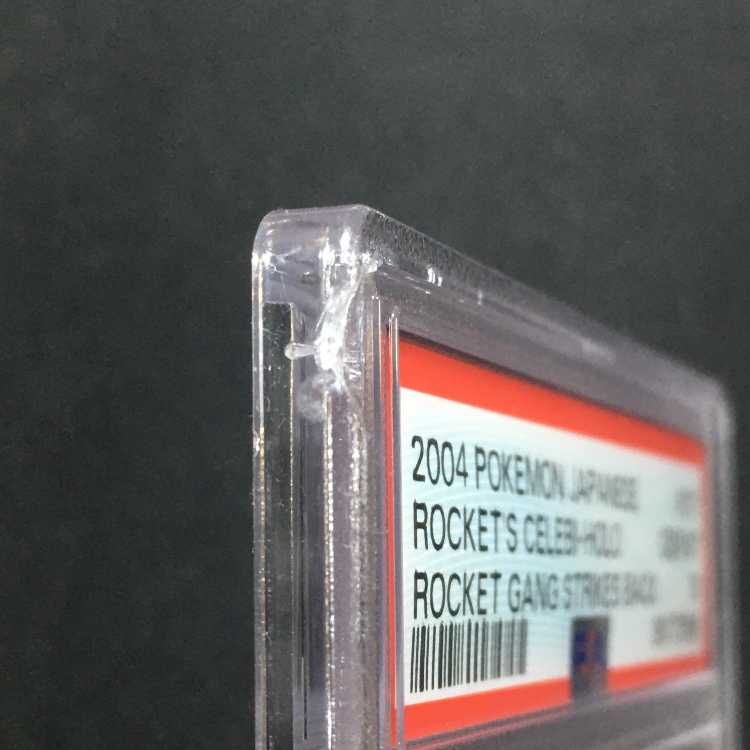 2004 POKEMON JAPANESE
ROCKET'S CELEBI-HOLO
ROCKET GANG STRIKES BACK